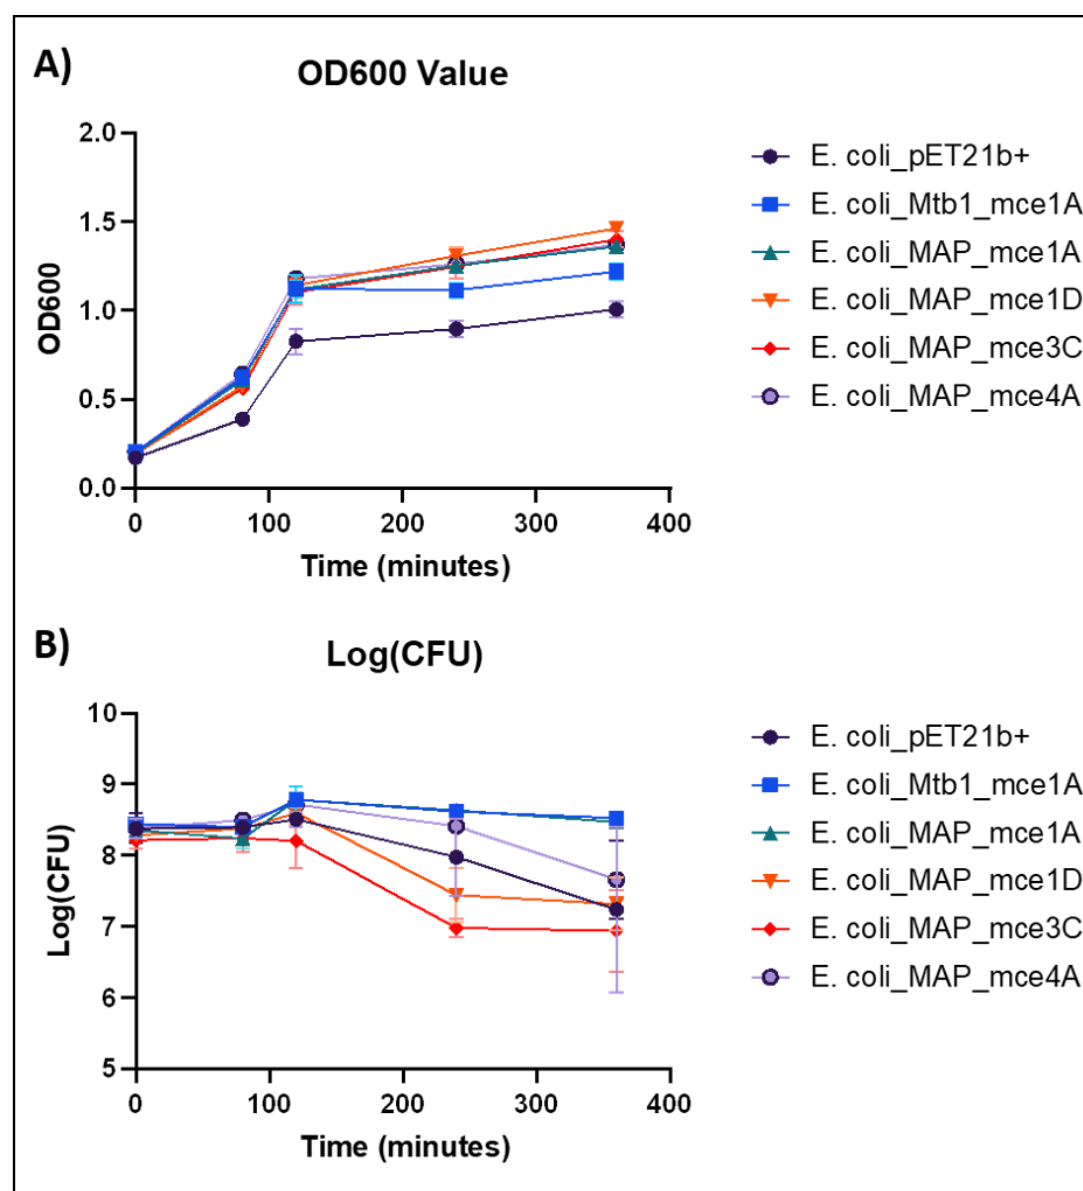 A)
OD600 Value
2.0
1.5
1.0
0.5
0.0
OD600
0 100 200 300 400
Time (minutes)
E. coli_pET21b+
E. coli_Mtb1_mce1A
E. coli_MAP_mce1A
E. coli_MAP_mce1D
E. coli_MAP_mce3C
E. coli_MAP_mce4A
B)
Log(CFU)
10
9
8
7
6
5
Log(CFU)
0 100 200 300 400
Time (minutes)
E. coli_pET21b+
E. coli_Mtb1_mce1A
E. coli_MAP_mce1A
E. coli_MAP_mce1D
E. coli_MAP_mce3C
E. coli_MAP_mce4A